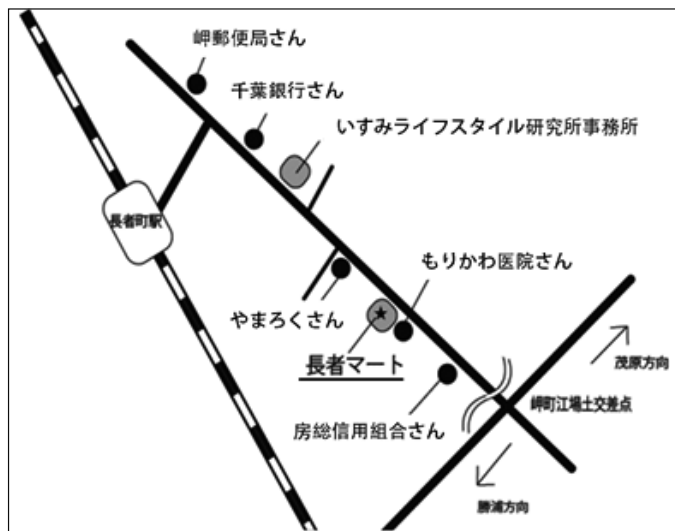 岬郵便局さん
千葉銀行さん
いすみライフスタイル研究所事務所
長者町駅
もりかわ医院さん
やまろくさん
長者マート
茂原方向
岬町江場土交差点
房総信用組合さん
勝浦方向